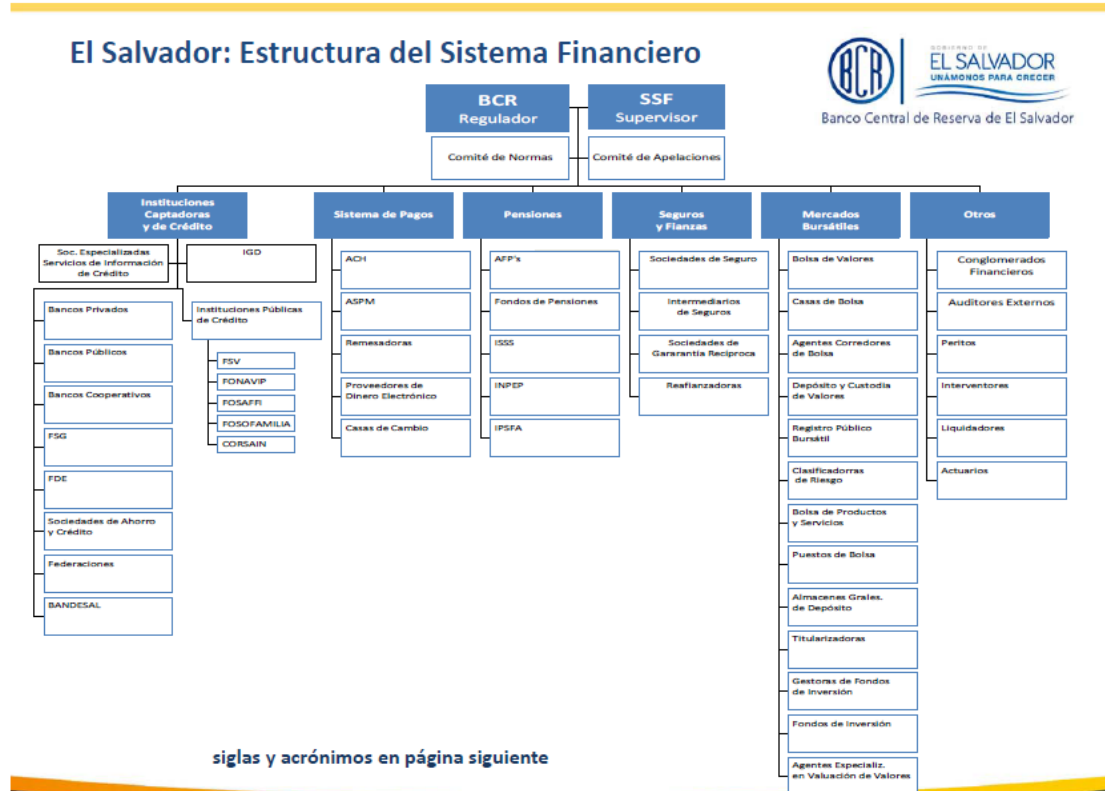 El Salvador: Estructura del Sistema Financiero
BCR
GOBIERNO DE
EL SALVADOR
UNÁMONOS PARA CRECER
Banco Central de Reserva de El Salvador
BCR
Regulador
SSF
Supervisor
Comité de Normas
Comité de Apelaciones
Instituciones
Captadoras
y de Crédito
Sistema de Pagos
Pensiones
Seguros
y Fianzas
Mercados
Bursátiles
Otros
Soc. Especializadas
Servicios de Información
de Crédito
IGD
Bancos Privados
Bancos Públicos
Bancos Cooperativos
FSG
FDE
Sociedades de Ahorro
y Crédito
Federaciones
BANDESAL
Instituciones Públicas
de Crédito
FSV
FONAVIP
FOSAFFI
FOSOFAMILIA
CORSAIN
ACH
ASPM
Remesadoras
Proveedores de
Dinero Electrónico
Casas de Cambio
AFP's
Fondos de Pensiones
ISSS
INPEP
IPSFA
Sociedades de Seguro
Intermediarios
de Seguros
Sociedades de
Gararantía Recíproca
Reafianzadoras
Bolsa de Valores
Casas de Bolsa
Agentes Corredores
de Bolsa
Depósito y Custodia
de Valores
Registro Público
Bursátil
Clasificadorras
de Riesgo
Bolsa de Productos
y Servicios
Puestos de Bolsa
Almacenes Grales.
de Depósito
Titularizadoras
Gestoras de Fondos
de Inversión
Fondos de Inversión
Agentes Especializ.
en Valuación de Valores
Conglomerados
Financieros
Auditores Externos
Peritos
Interventores
Liquidadores
Actuarios
siglas y acrónimos en página siguiente